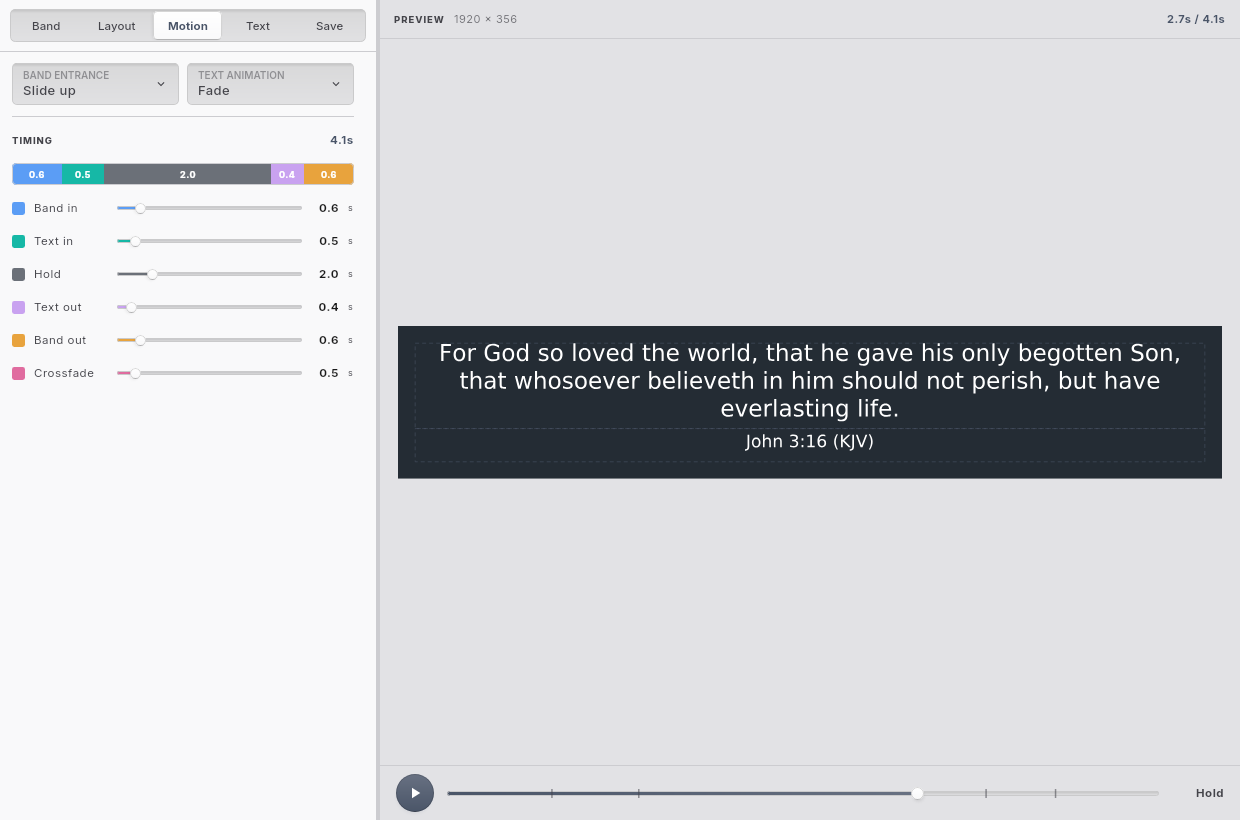 Band Layout Motion Text Save
PREVIEW 1920 × 356 2.7s / 4.1s
BAND ENTRANCE
Slide up
TEXT ANIMATION
Fade
TIMING 4.1s
0.6 0.5 2.0 0.4 0.6
Band in 0.6 s
Text in 0.5 s
Hold 2.0 s
Text out 0.4 s
Band out 0.6 s
Crossfade 0.5 s
For God so loved the world, that he gave his only begotten Son,
that whosoever believeth in him should not perish, but have
everlasting life.
John 3:16 (KJV)
Hold